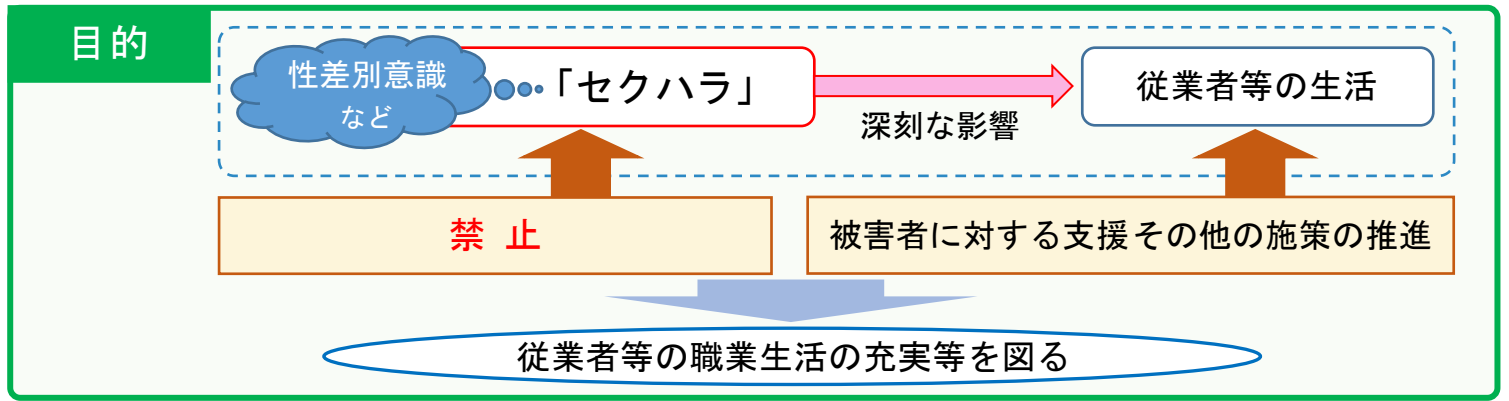 目的
性差別意識
など
「セクハラ」
深刻な影響
従業者等の生活
禁止
被害者に対する支援その他の施策の推進
従業者等の職業生活の充実等を図る